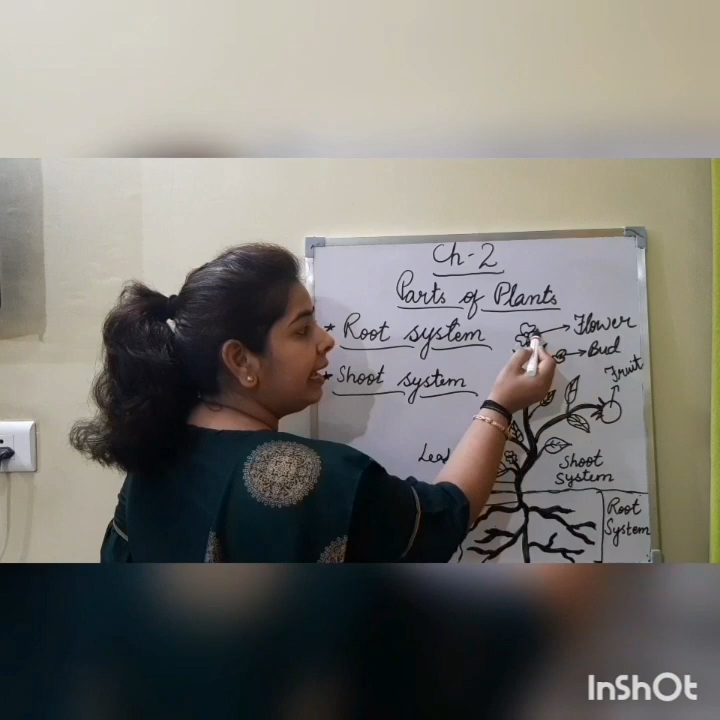 Ch-2
Parts of Plants
* Root system
* Shoot system
Flower
Bud
Fruit
Shoot
System
Root
System
InShOt